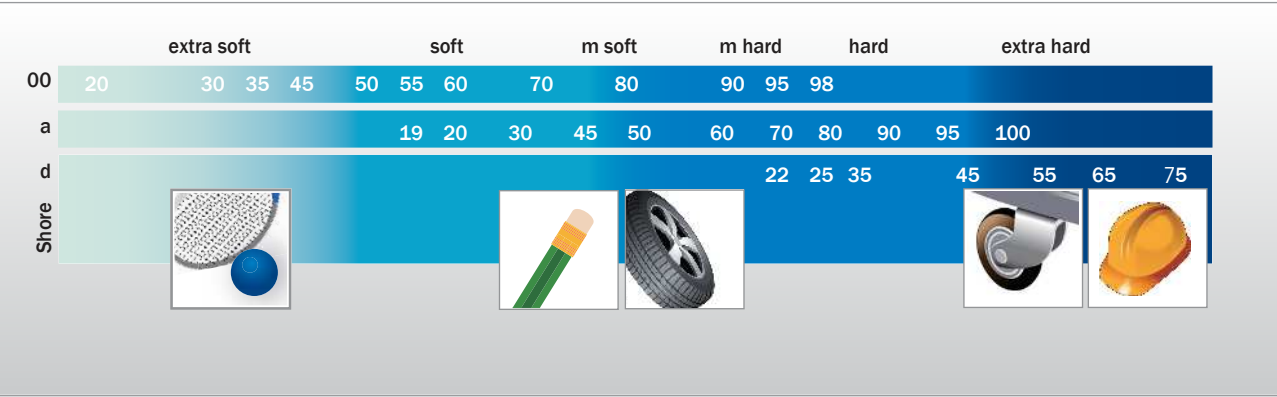 extra soft soft m soft m hard hard extra hard
00 20 30 35 45 50 55 60 70 80 90 95 98
a 19 20 30 45 50 60 70 80 90 95 100
d 22 25 35 45 55 65 75
Shore